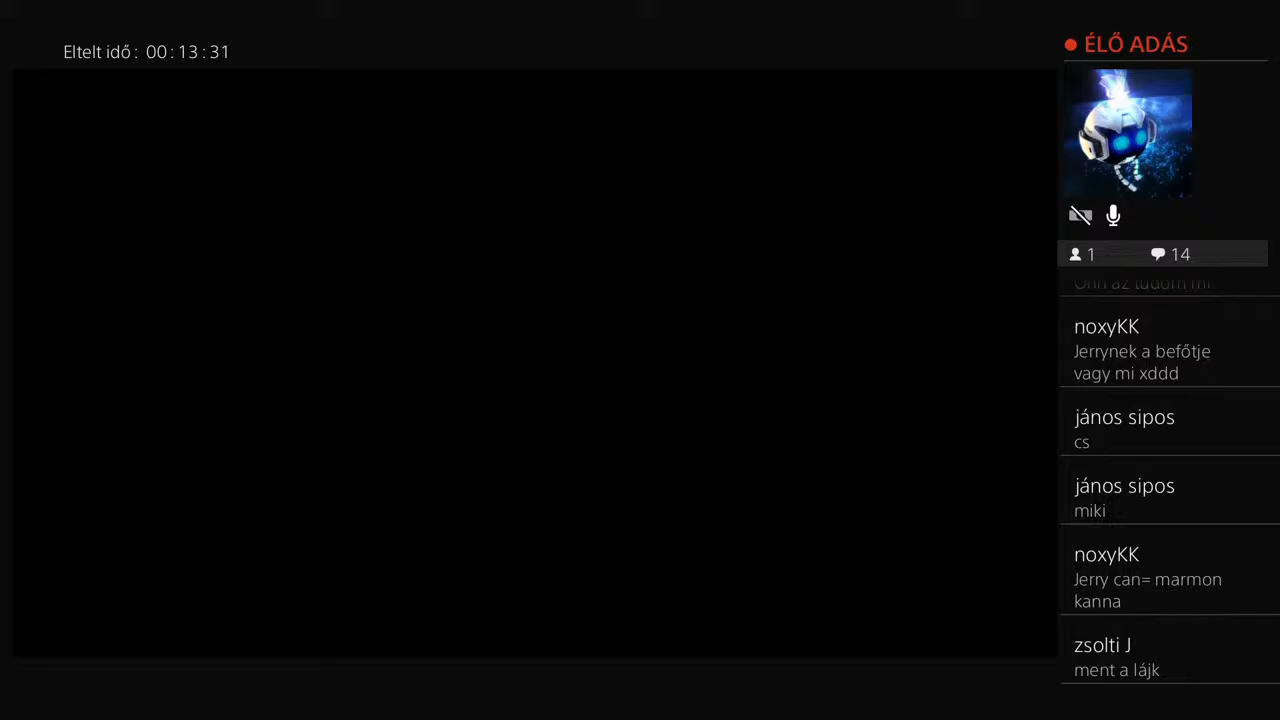 Eltelt idő: 00:13:31
ÉLŐ ADÁS
1
14
noxyKK
Jerrynek a befőtje
vagy mi xddd
jános sipos
cs
jános sipos
miki
noxyKK
Jerry can= marmon
kanna
zsolti J
ment a lájk